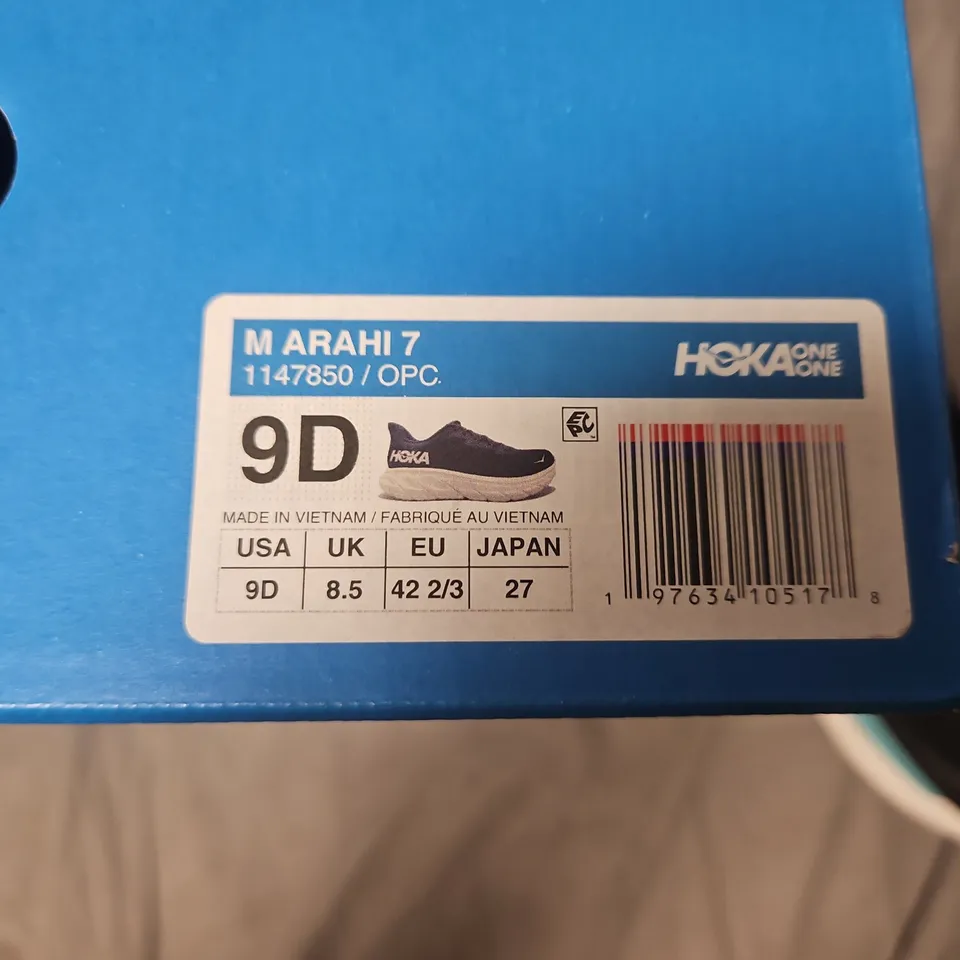 M ARAHI 7
1147850 / OPC
HOKA ONE ONE
9D
HOKA
EPC™
MADE IN VIETNAM / FABRIQUÉ AU VIETNAM
USA UK EU JAPAN
9D 8.5 42 2/3 27
1 97634 10517 8